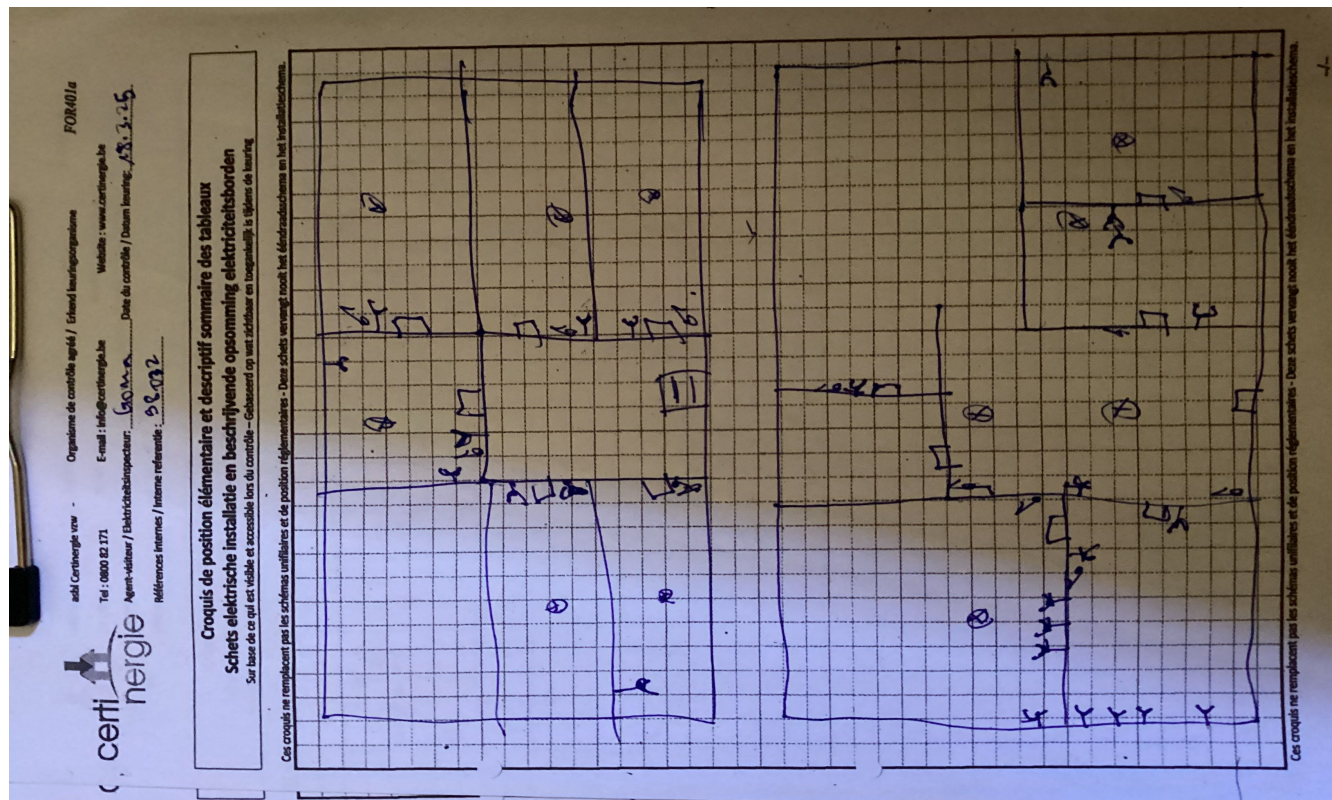 certi
nergie
asbl Certinergie vzw - Organisme de contrôle agréé / Erkend keuringsorganisme FOR401a
Tel : 0800 82 171 E-mail : info@certinergie.be Website : www.certinergie.be
Agent-visiteur / Elektriciteitsinspecteur: Goma Date du contrôle / Datum keuring: 18.3.25
Références internes / Interne referentie :
Croquis de position élémentaire et descriptif sommaire des tableaux
Schets elektrische installatie en beschrijvende opsomming elektriciteitsborden
Sur base de ce qui est visible et accessible lors du contrôle – Gebaseerd op wat zichtbaar en toegankelijk is tijdens de keuring
Ces croquis ne remplacent pas les schémas unifilaires et de position réglementaires - Deze schets vervangt nooit het ééndraadsschema en het installatieschema.
Ces croquis ne remplacent pas les schémas unifilaires et de position réglementaires - Deze schets vervangt nooit het ééndraadsschema en het installatieschema.